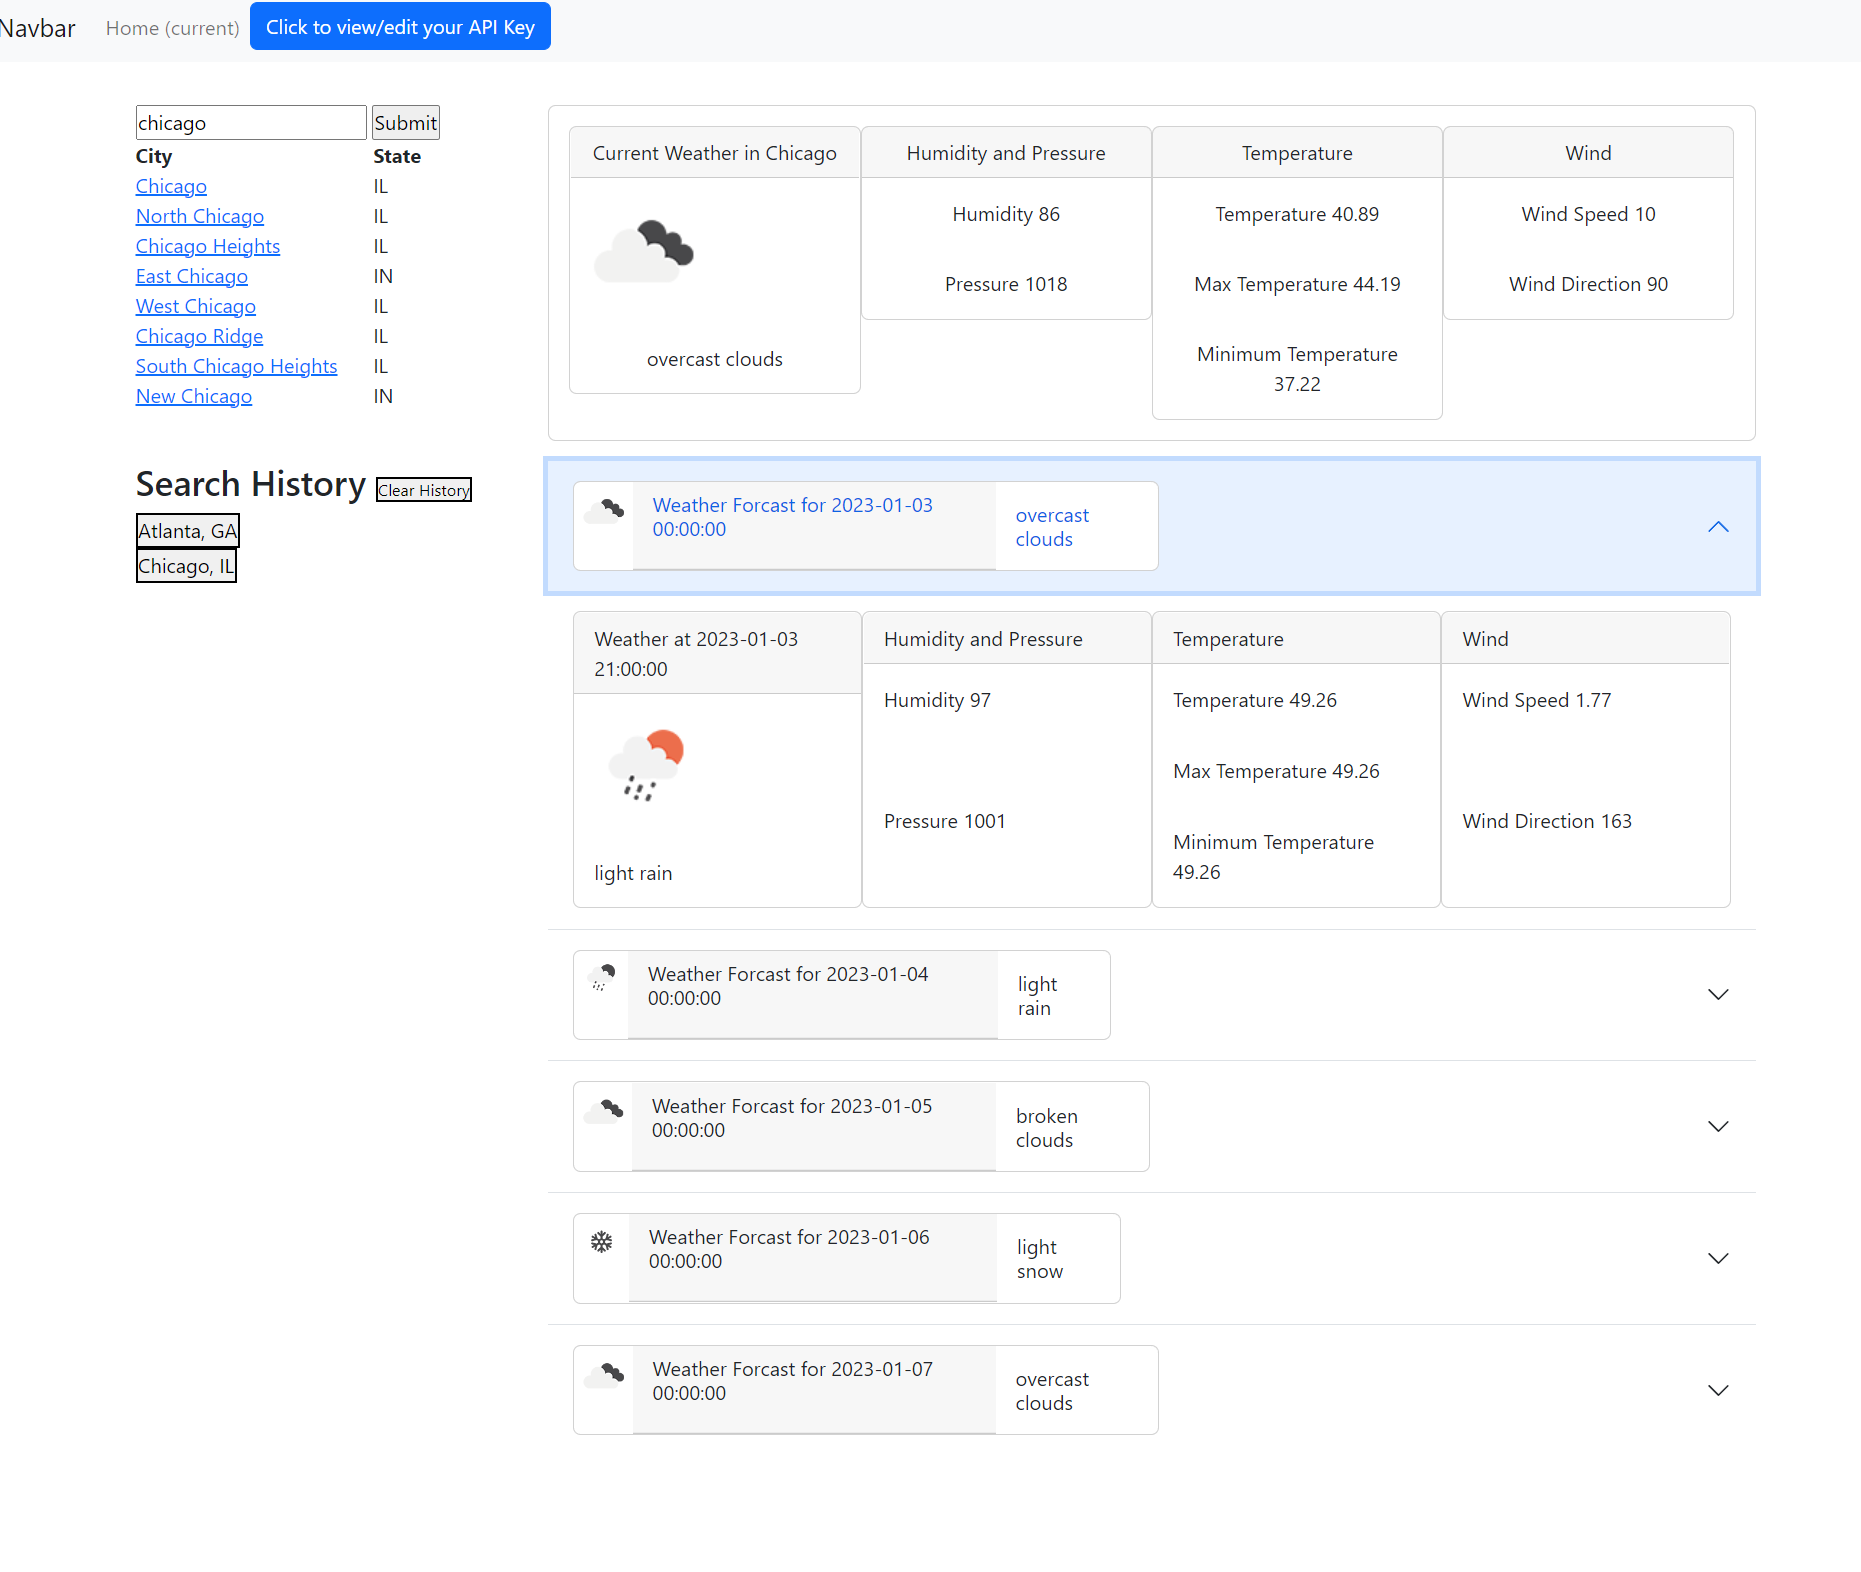 Navbar Home (current) Click to view/edit your API Key
chicago Submit
City State
Chicago IL
North Chicago IL
Chicago Heights IL
East Chicago IN
West Chicago IL
Chicago Ridge IL
South Chicago Heights IL
New Chicago IN
Search History Clear History
Atlanta, GA
Chicago, IL
Current Weather in Chicago
overcast clouds
Humidity and Pressure
Humidity 86
Pressure 1018
Temperature
Temperature 40.89
Max Temperature 44.19
Minimum Temperature
37.22
Wind
Wind Speed 10
Wind Direction 90
Weather Forcast for 2023-01-03
00:00:00
overcast
clouds
Weather at 2023-01-03
21:00:00
light rain
Humidity and Pressure
Humidity 97
Pressure 1001
Temperature
Temperature 49.26
Max Temperature 49.26
Minimum Temperature
49.26
Wind
Wind Speed 1.77
Wind Direction 163
Weather Forcast for 2023-01-04
00:00:00
light
rain
Weather Forcast for 2023-01-05
00:00:00
broken
clouds
Weather Forcast for 2023-01-06
00:00:00
light
snow
Weather Forcast for 2023-01-07
00:00:00
overcast
clouds